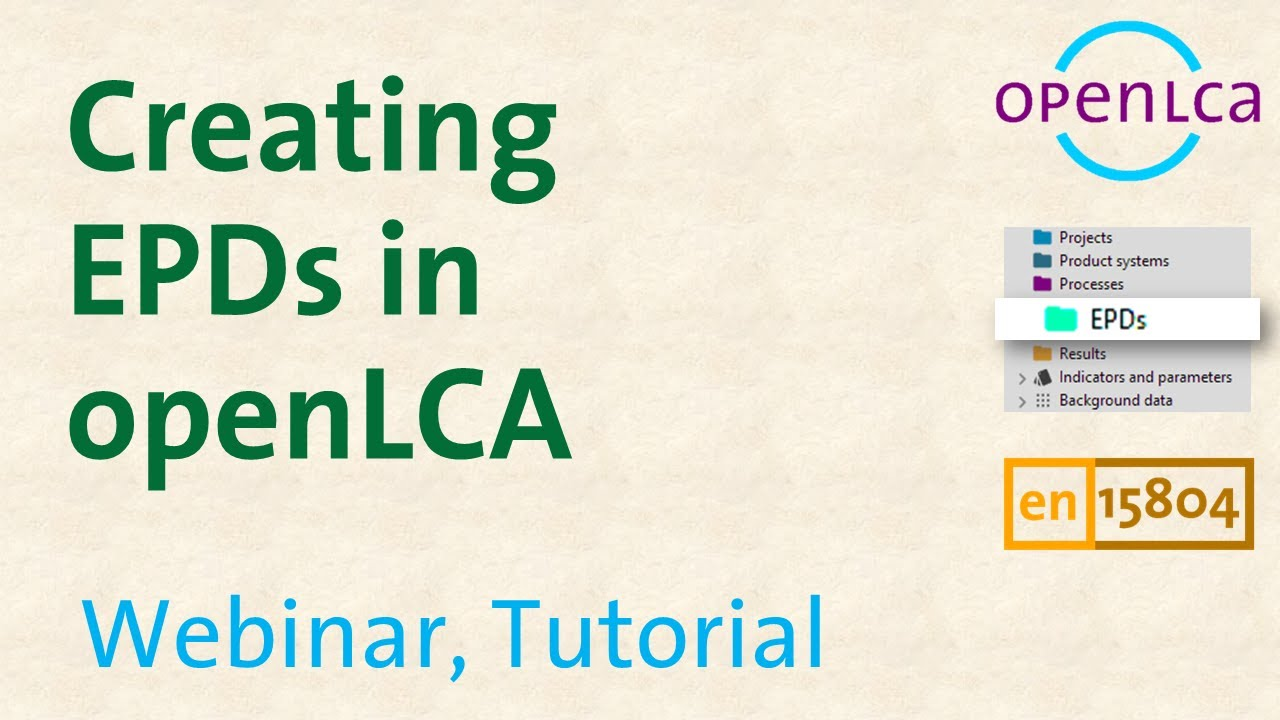 Creating
EPDs in
openLCA
Webinar, Tutorial
openLca
Projects
Product systems
Processes
EPDs
Results
Indicators and parameters
Background data
en 15804